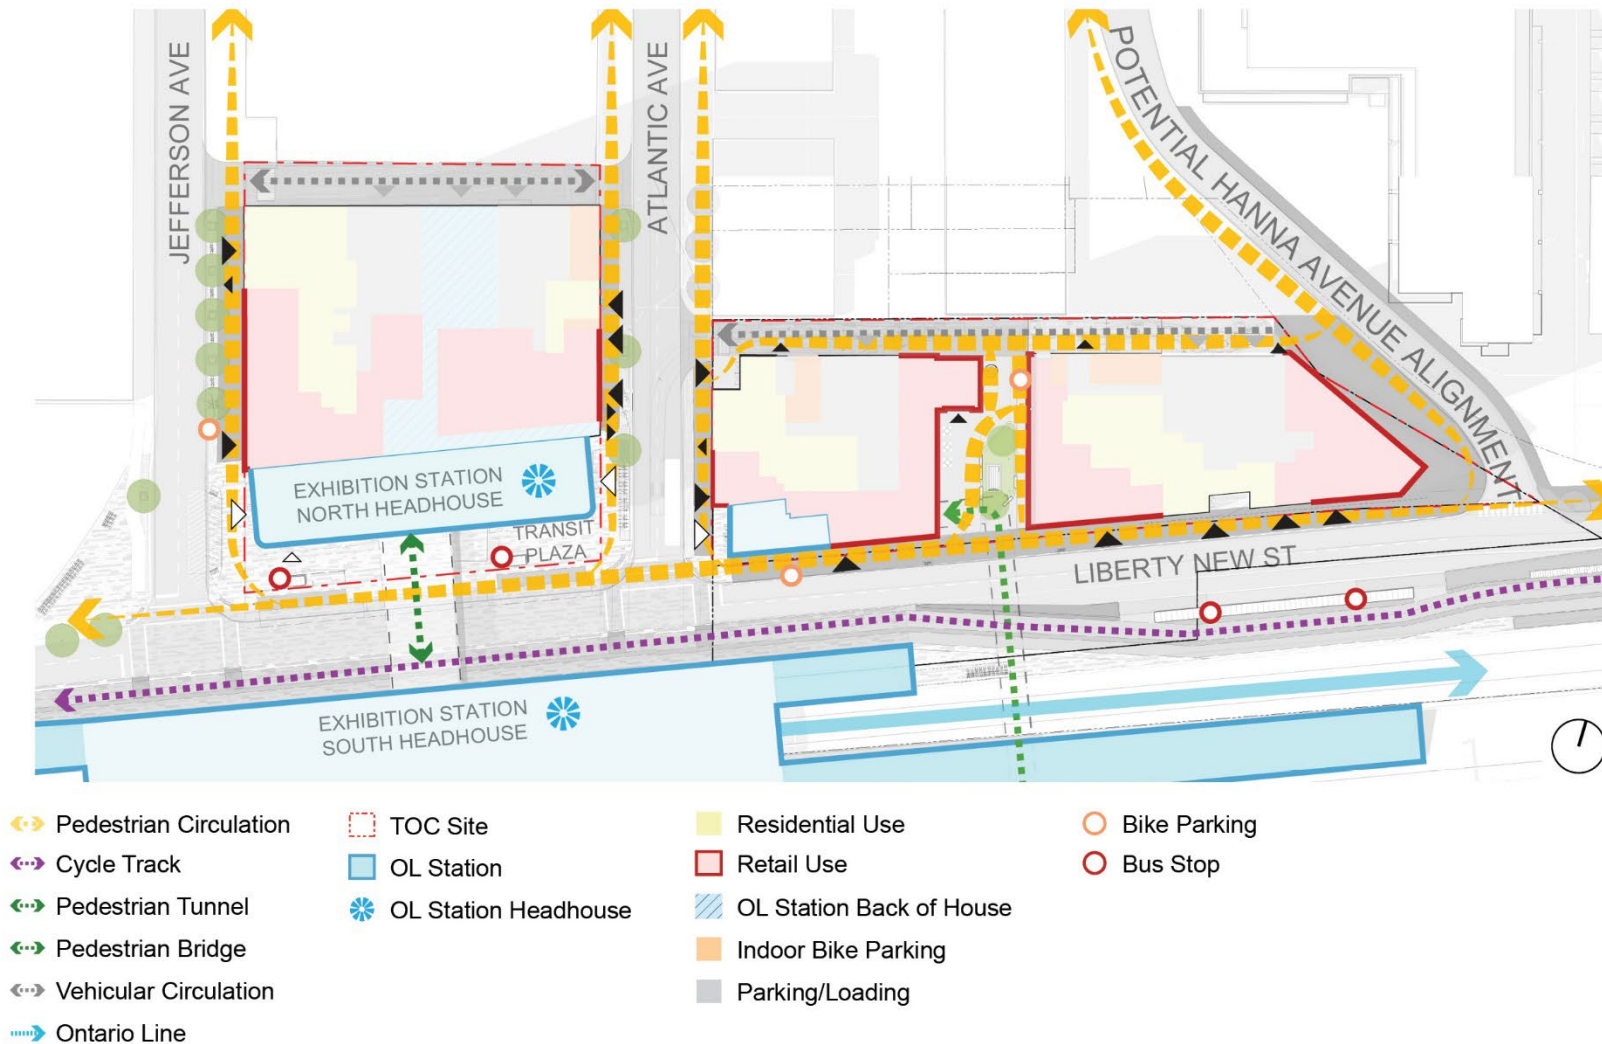 JEFFERSON AVE
ATLANTIC AVE
POTENTIAL HANNA AVENUE ALIGNMENT
EXHIBITION STATION
NORTH HEADHOUSE
TRANSIT
PLAZA
LIBERTY NEW ST
EXHIBITION STATION
SOUTH HEADHOUSE
Pedestrian Circulation
Cycle Track
Pedestrian Tunnel
Pedestrian Bridge
Vehicular Circulation
Ontario Line
TOC Site
OL Station
OL Station Headhouse
Residential Use
Retail Use
OL Station Back of House
Indoor Bike Parking
Parking/Loading
Bike Parking
Bus Stop